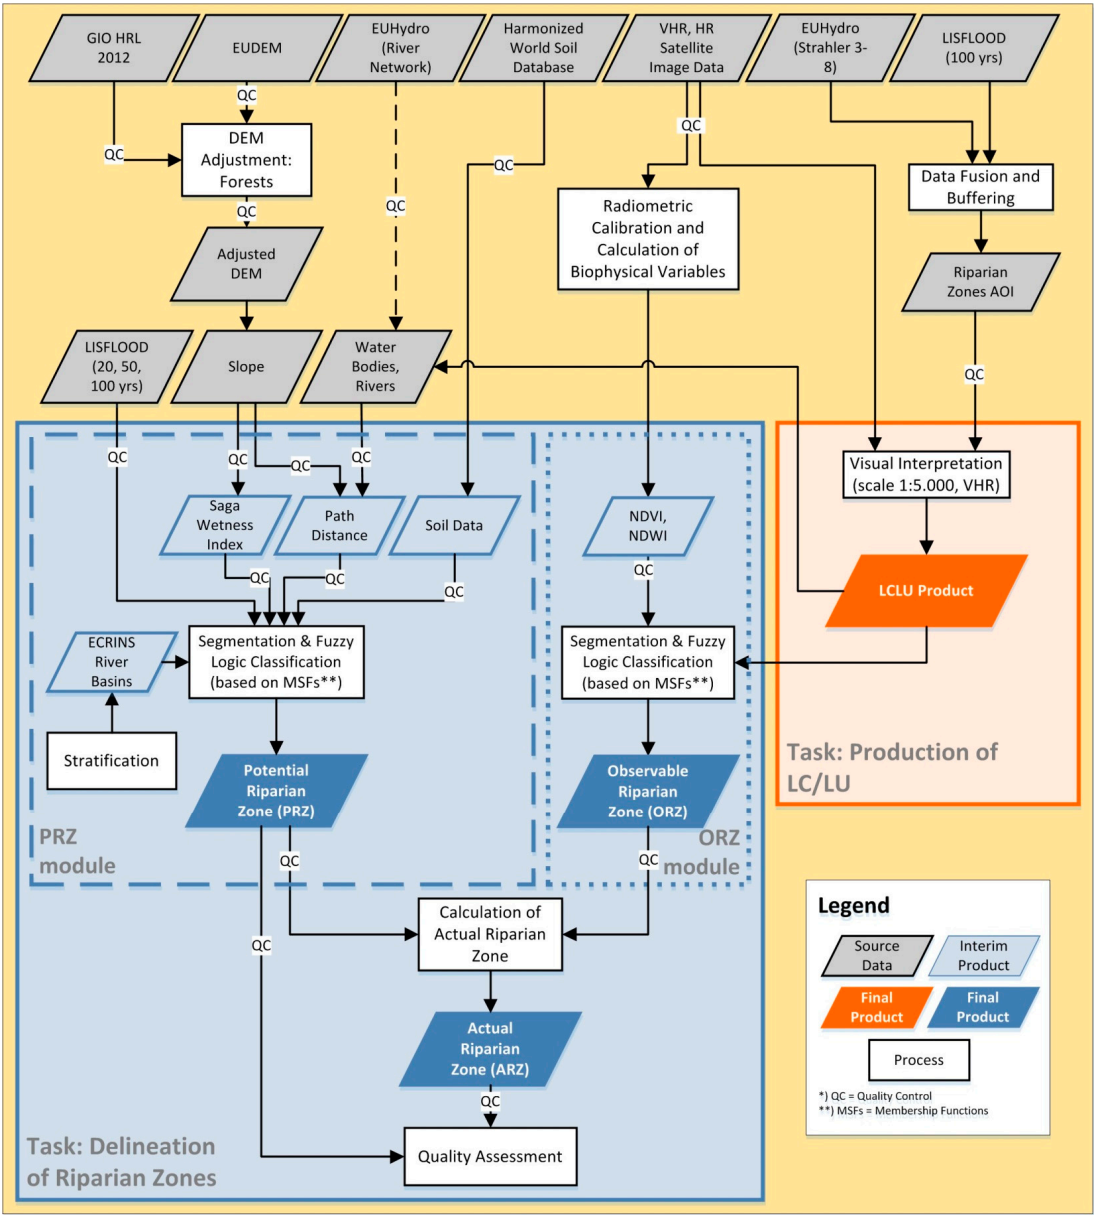 GIO HRL
2012
EUDEM
EUHydro
(River
Network)
Harmonized
World Soil
Database
VHR, HR
Satellite
Image Data
EUHydro
(Strahler 3-
8)
LISFLOOD
(100 yrs)
QC
QC
QC
QC
DEM
Adjustment:
Forests
QC
QC
Radiometric
Calibration and
Calculation of
Biophysical Variables
Data Fusion and
Buffering
Adjusted
DEM
Riparian
Zones AOI
LISFLOOD
(20, 50,
100 yrs)
Slope
Water
Bodies,
Rivers
QC
QC
QC
QC
QC
Visual Interpretation
(scale 1:5.000, VHR)
Saga
Wetness
Index
Path
Distance
Soil Data
NDVI,
NDWI
QC
QC
QC
QC
LCLU Product
ECRINS
River
Basins
Segmentation & Fuzzy
Logic Classification
(based on MSFs**)
Segmentation & Fuzzy
Logic Classification
(based on MSFs**)
Stratification
Potential
Riparian
Zone (PRZ)
Observable
Riparian
Zone (ORZ)
Task: Production of
LC/LU
PRZ
module
ORZ
module
QC
QC
QC
Calculation of
Actual Riparian
Zone
Actual
Riparian
Zone (ARZ)
QC
Quality Assessment
Task: Delineation
of Riparian Zones
Legend
Source
Data
Interim
Product
Final
Product
Final
Product
Process
*) QC = Quality Control
**) MSFs = Membership Functions